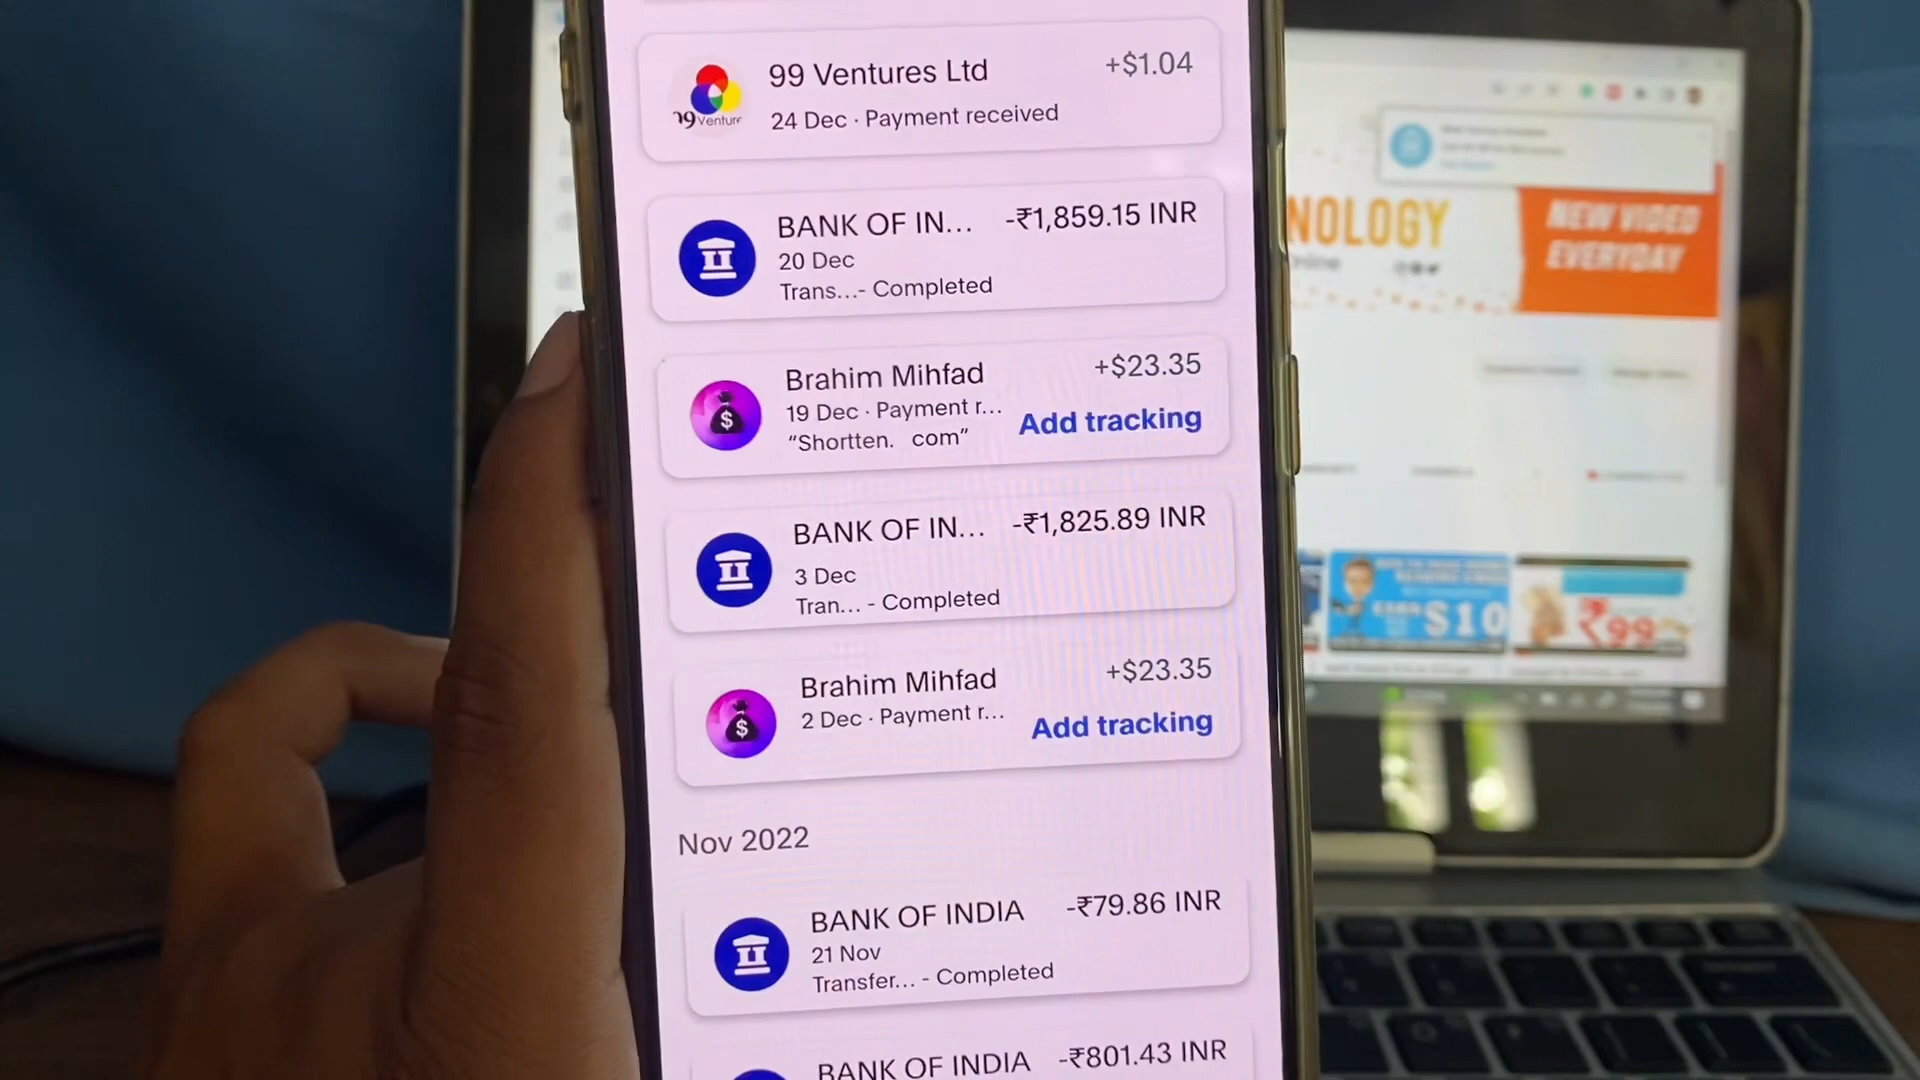 99 Ventures Ltd +$1.04
24 Dec · Payment received
99 Venture
BANK OF IN... -₹1,859.15 INR
20 Dec
Trans...- Completed
Brahim Mihfad +$23.35
19 Dec · Payment r... Add tracking
“Shortten. com”
BANK OF IN... -₹1,825.89 INR
3 Dec
Tran... - Completed
Brahim Mihfad +$23.35
2 Dec · Payment r... Add tracking
Nov 2022
BANK OF INDIA -₹79.86 INR
21 Nov
Transfer... - Completed
BANK OF INDIA -₹801.43 INR
NOLOGY
NEW VIDEO
EVERYDAY
EARN $10
₹99